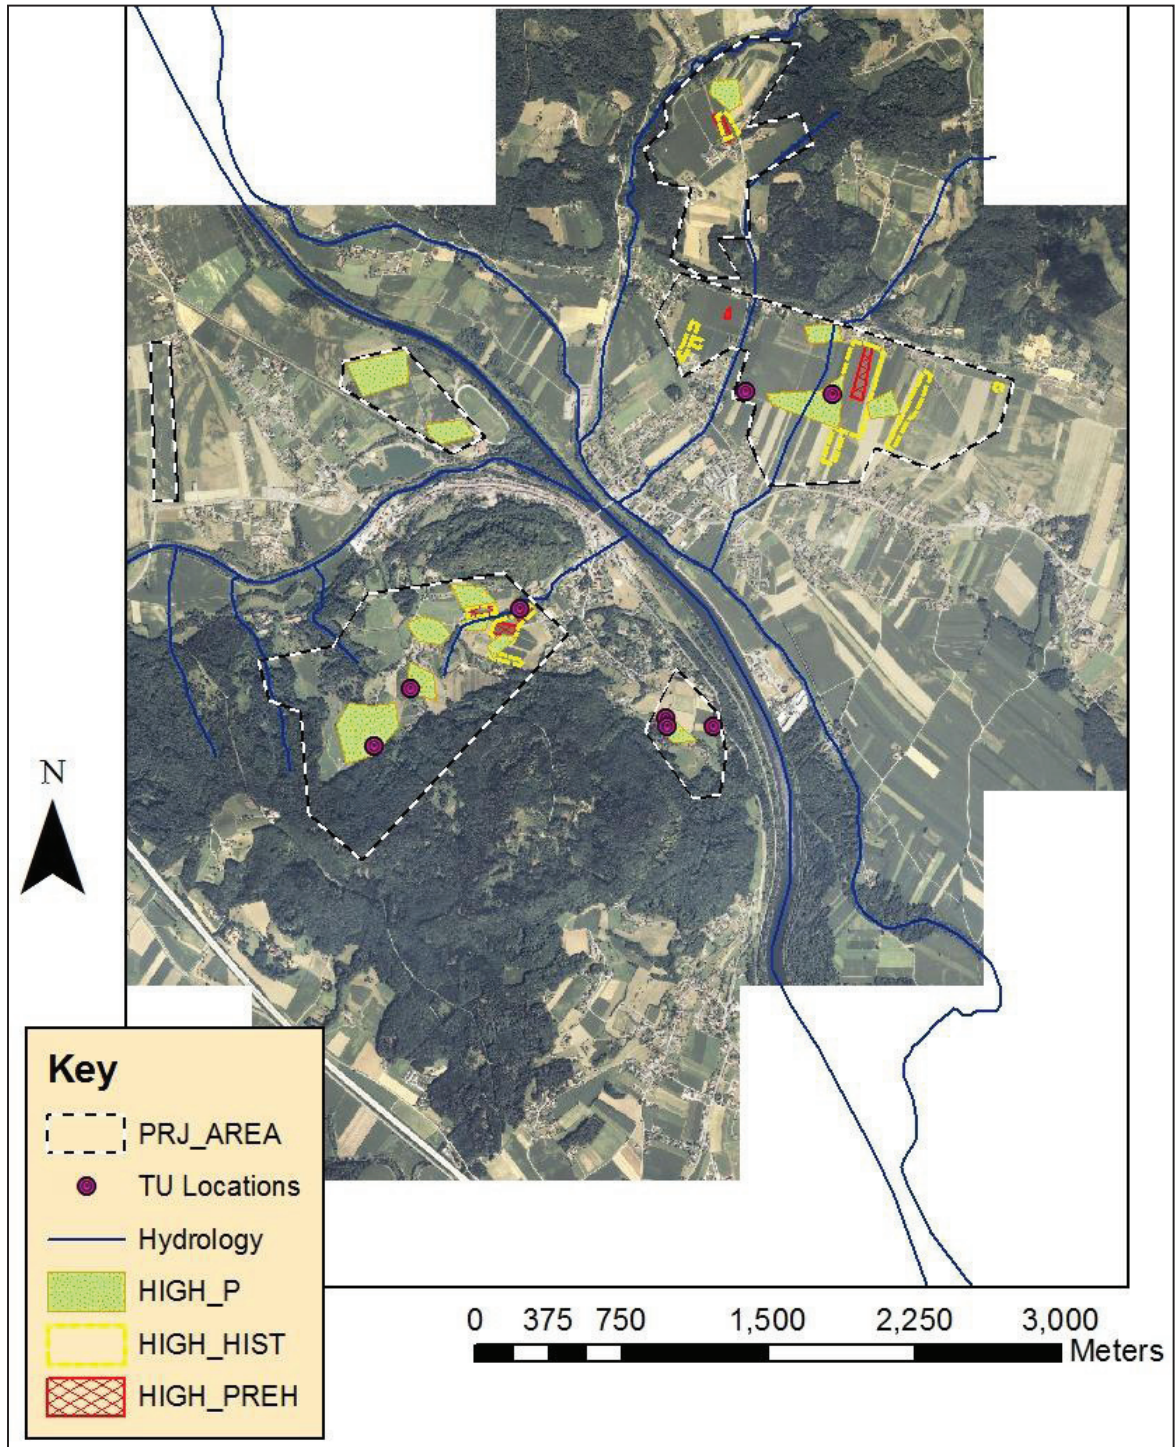 N
Key
PRJ_AREA
TU Locations
Hydrology
HIGH_P
HIGH_HIST
HIGH_PREH
0 375 750 1,500 2,250 3,000
Meters